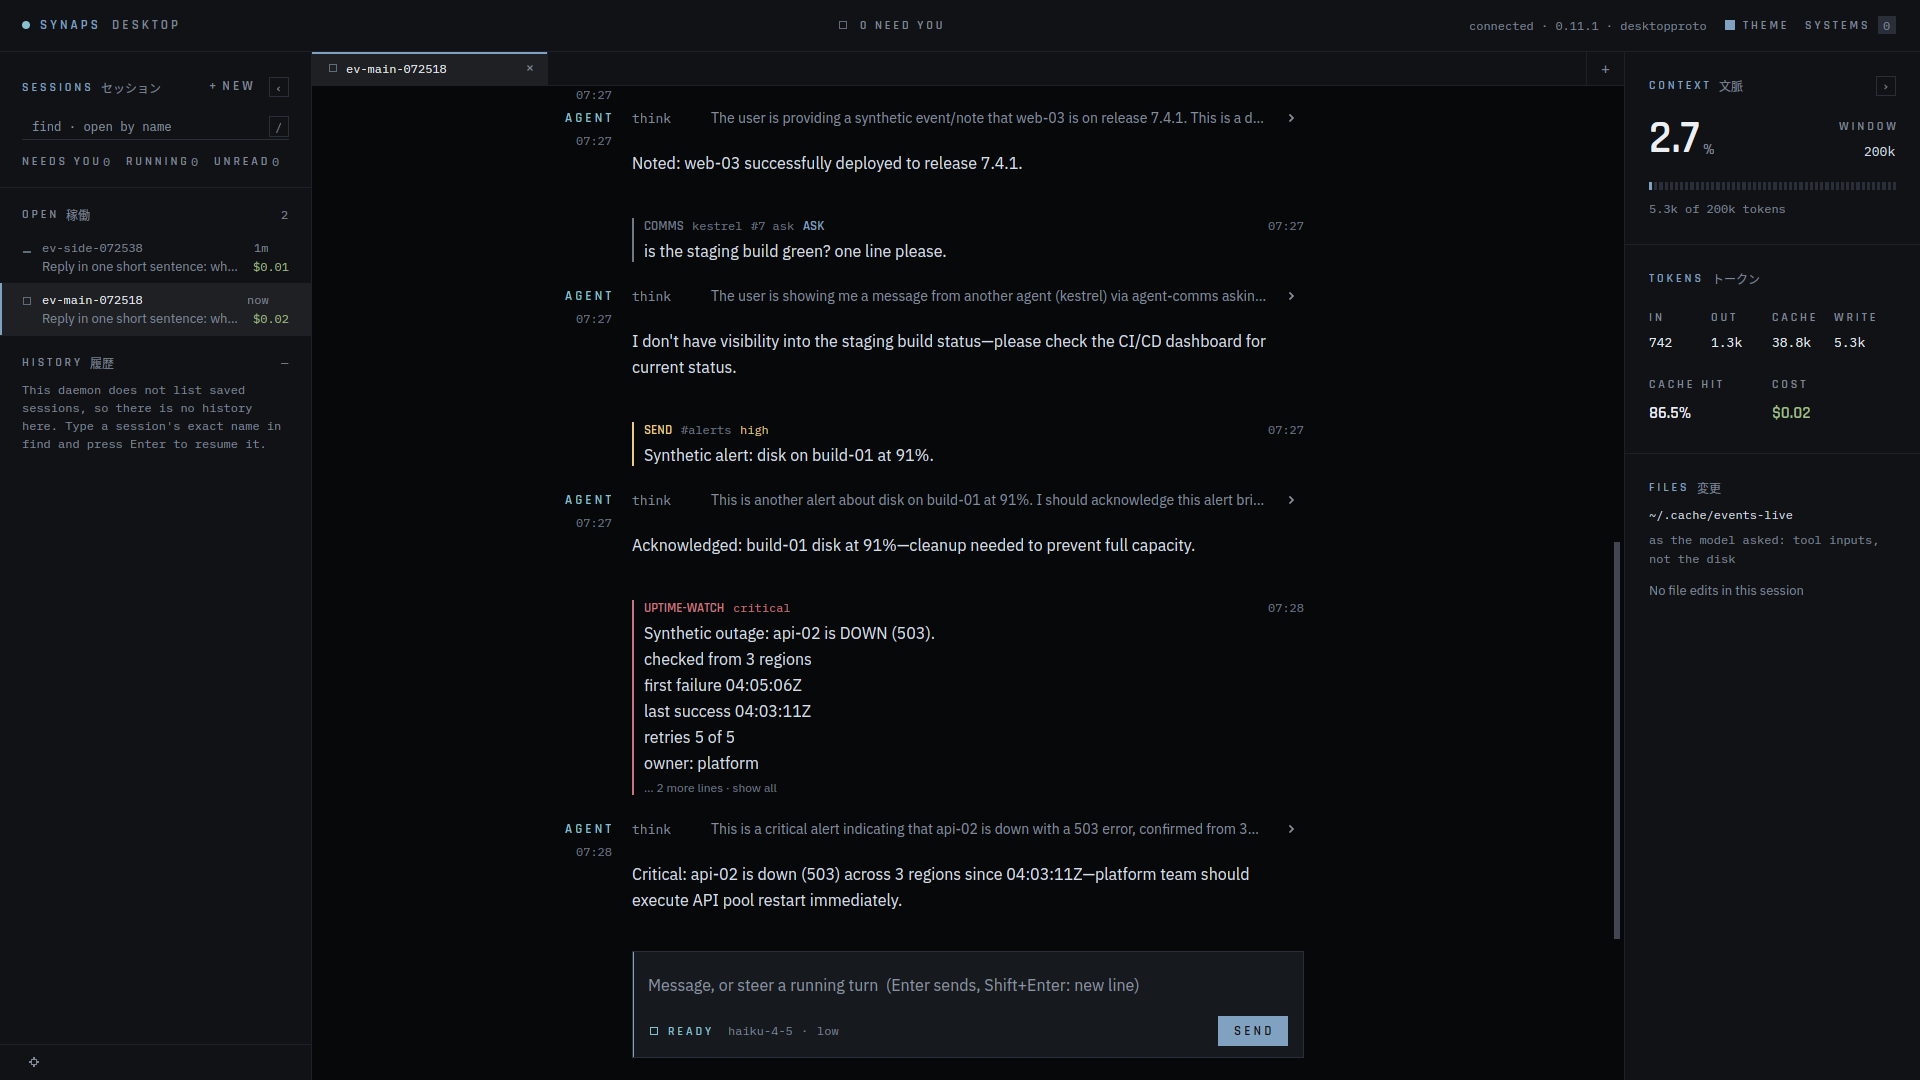 SYNAPS DESKTOP
0 NEED YOU
connected · 0.11.1 · desktopproto
THEME
SYSTEMS 0
SESSIONS セッション
+ NEW
‹
find · open by name
/
NEEDS YOU 0 RUNNING 0 UNREAD 0
OPEN 稼働
2
ev-side-072538
1m
Reply in one short sentence: wh...
$0.01
ev-main-072518
now
Reply in one short sentence: wh...
$0.02
HISTORY 履歴
—
This daemon does not list saved
sessions, so there is no history
here. Type a session's exact name in
find and press Enter to resume it.
ev-main-072518
×
+
07:27
AGENT
think
The user is providing a synthetic event/note that web-03 is on release 7.4.1. This is a d...
›
07:27
Noted: web-03 successfully deployed to release 7.4.1.
COMMS kestrel #7 ask ASK
07:27
is the staging build green? one line please.
AGENT
think
The user is showing me a message from another agent (kestrel) via agent-comms askin...
›
07:27
I don't have visibility into the staging build status—please check the CI/CD dashboard for
current status.
SEND #alerts high
07:27
Synthetic alert: disk on build-01 at 91%.
AGENT
think
This is another alert about disk on build-01 at 91%. I should acknowledge this alert bri...
›
07:27
Acknowledged: build-01 disk at 91%—cleanup needed to prevent full capacity.
UPTIME-WATCH critical
07:28
Synthetic outage: api-02 is DOWN (503).
checked from 3 regions
first failure 04:05:06Z
last success 04:03:11Z
retries 5 of 5
owner: platform
... 2 more lines · show all
AGENT
think
This is a critical alert indicating that api-02 is down with a 503 error, confirmed from 3...
›
07:28
Critical: api-02 is down (503) across 3 regions since 04:03:11Z—platform team should
execute API pool restart immediately.
Message, or steer a running turn (Enter sends, Shift+Enter: new line)
READY
haiku-4-5 · low
SEND
CONTEXT 文脈
›
2.7 %
WINDOW
200k
5.3k of 200k tokens
TOKENS トークン
IN OUT CACHE WRITE
742 1.3k 38.8k 5.3k
CACHE HIT COST
86.5% $0.02
FILES 変更
~/.cache/events-live
as the model asked: tool inputs,
not the disk
No file edits in this session